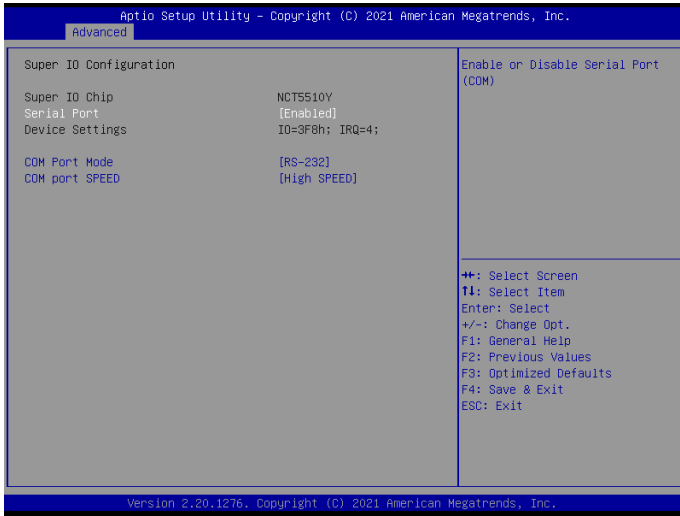 Aptio Setup Utility – Copyright (C) 2021 American Megatrends, Inc.
Advanced
Super IO Configuration
Super IO Chip NCT5510Y
Serial Port [Enabled]
Device Settings IO=3F8h; IRQ=4;
COM Port Mode [RS-232]
COM port SPEED [High SPEED]
Enable or Disable Serial Port
(COM)
→←: Select Screen
↑↓: Select Item
Enter: Select
+/-: Change Opt.
F1: General Help
F2: Previous Values
F3: Optimized Defaults
F4: Save & Exit
ESC: Exit
Version 2.20.1276. Copyright (C) 2021 American Megatrends, Inc.